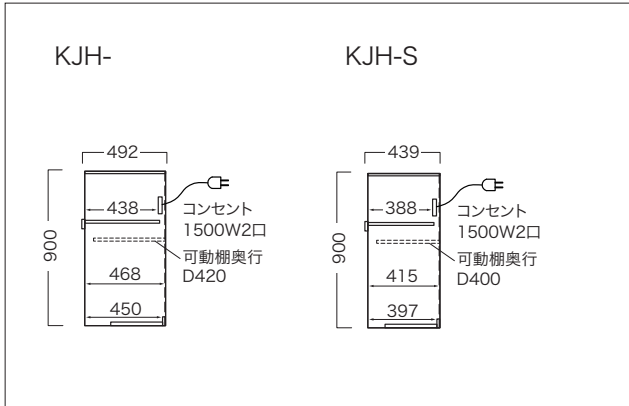 KJH-
492
438
コンセント
1500W2口
900
可動棚奥行
D420
468
450
KJH-S
439
388
コンセント
1500W2口
900
可動棚奥行
D400
415
397